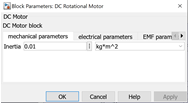 Block Parameters: DC Rotational Motor
DC Motor
DC Motor block
mechanical parameters electrical parameters EMF param
Inertia 0.01 kg*m^2
OK Cancel Help Apply